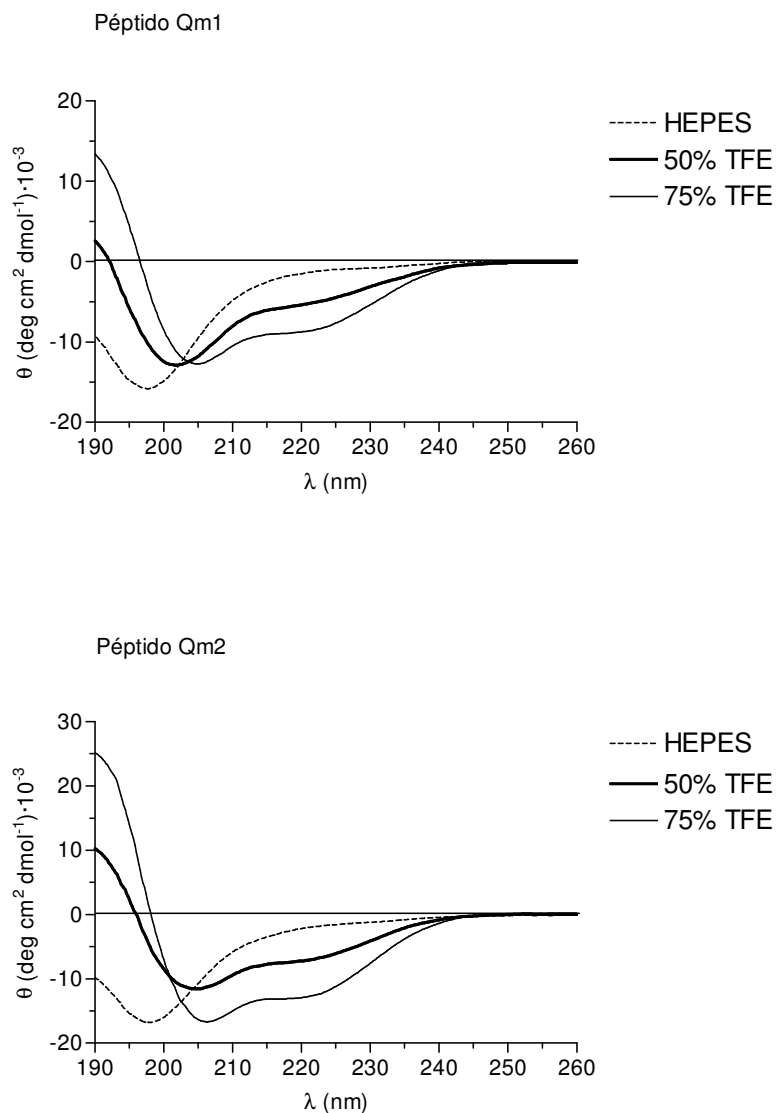 Péptido Qm1
θ (deg cm² dmol⁻¹)·10⁻³
20
10
0
-10
-20
190 200 210 220 230 240 250 260
λ (nm)
HEPES
50% TFE
75% TFE
Péptido Qm2
θ (deg cm² dmol⁻¹)·10⁻³
30
20
10
0
-10
-20
190 200 210 220 230 240 250 260
λ (nm)
HEPES
50% TFE
75% TFE